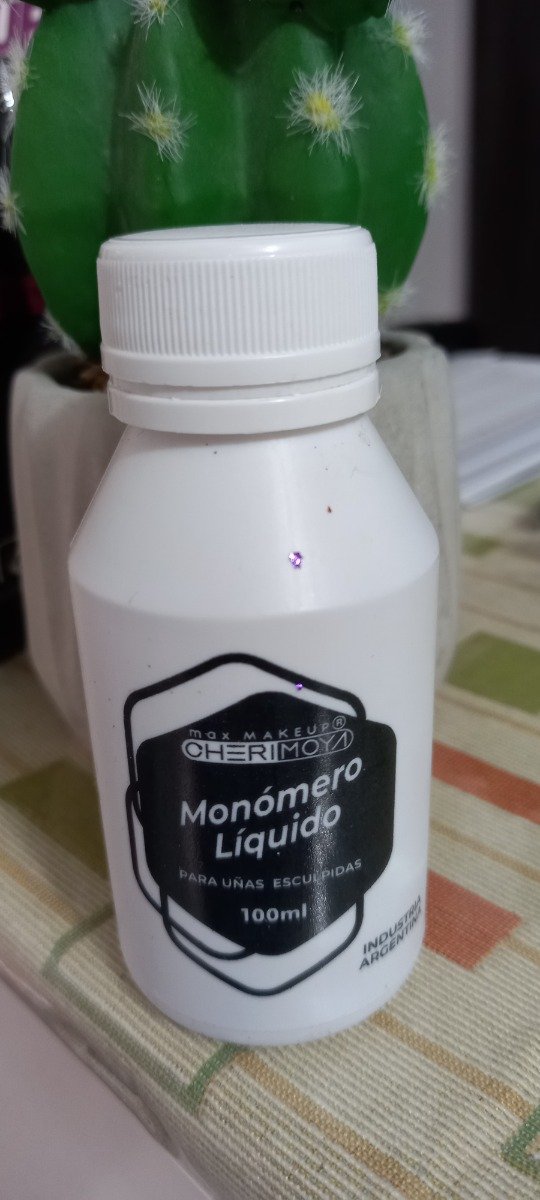 max MAKEUP®
CHERIMOYA
Monómero
Líquido
PARA UÑAS ESCULPIDAS
100ml
INDUSTRIA
ARGENTINA